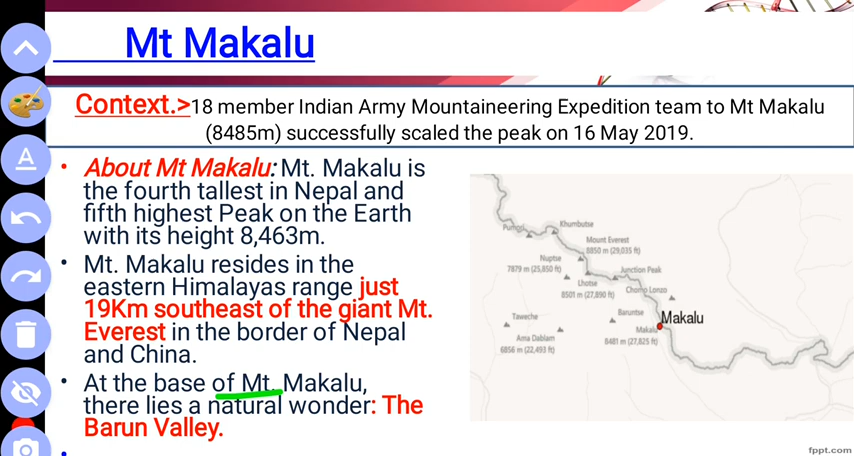 Mt Makalu
Context.>18 member Indian Army Mountaineering Expedition team to Mt Makalu
(8485m) successfully scaled the peak on 16 May 2019.
• About Mt Makalu: Mt. Makalu is
the fourth tallest in Nepal and
fifth highest Peak on the Earth
with its height 8,463m.
• Mt. Makalu resides in the
eastern Himalayas range just
19Km southeast of the giant Mt.
Everest in the border of Nepal
and China.
• At the base of Mt. Makalu,
there lies a natural wonder: The
Barun Valley.
Khumbutse
Mount Everest
8850 m (29,035 ft)
Nuptse
7879 m (25,850 ft)
Junction Peak
Lhotse
8501 m (27,890 ft)
Chomo Lonzo
Taweche
Baruntse
Makalu
Makalu
8481 m (27,825 ft)
Ama Dablam
6856 m (22,493 ft)
A
fppt.com